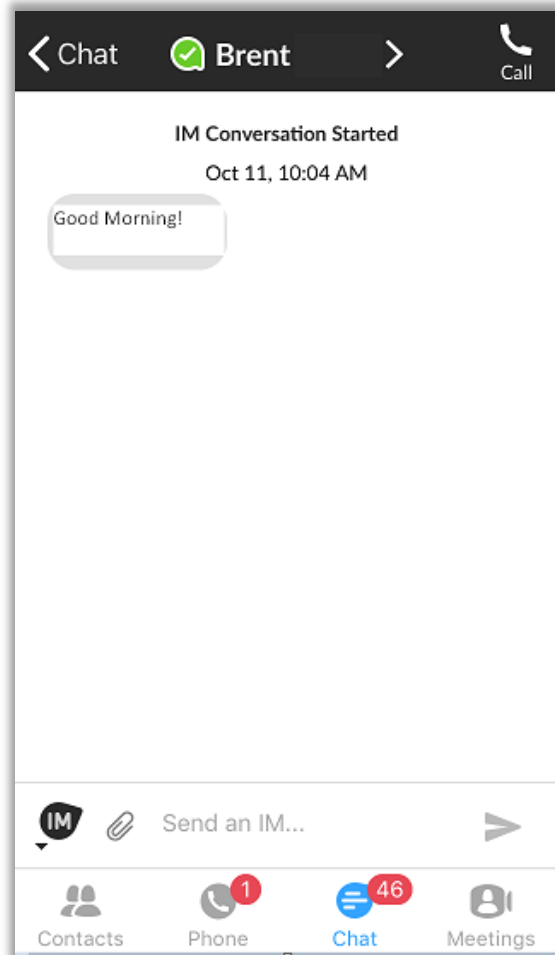 Chat Brent Call
IM Conversation Started
Oct 11, 10:04 AM
Good Morning!
IM Send an IM...
1 46
Contacts Phone Chat Meetings